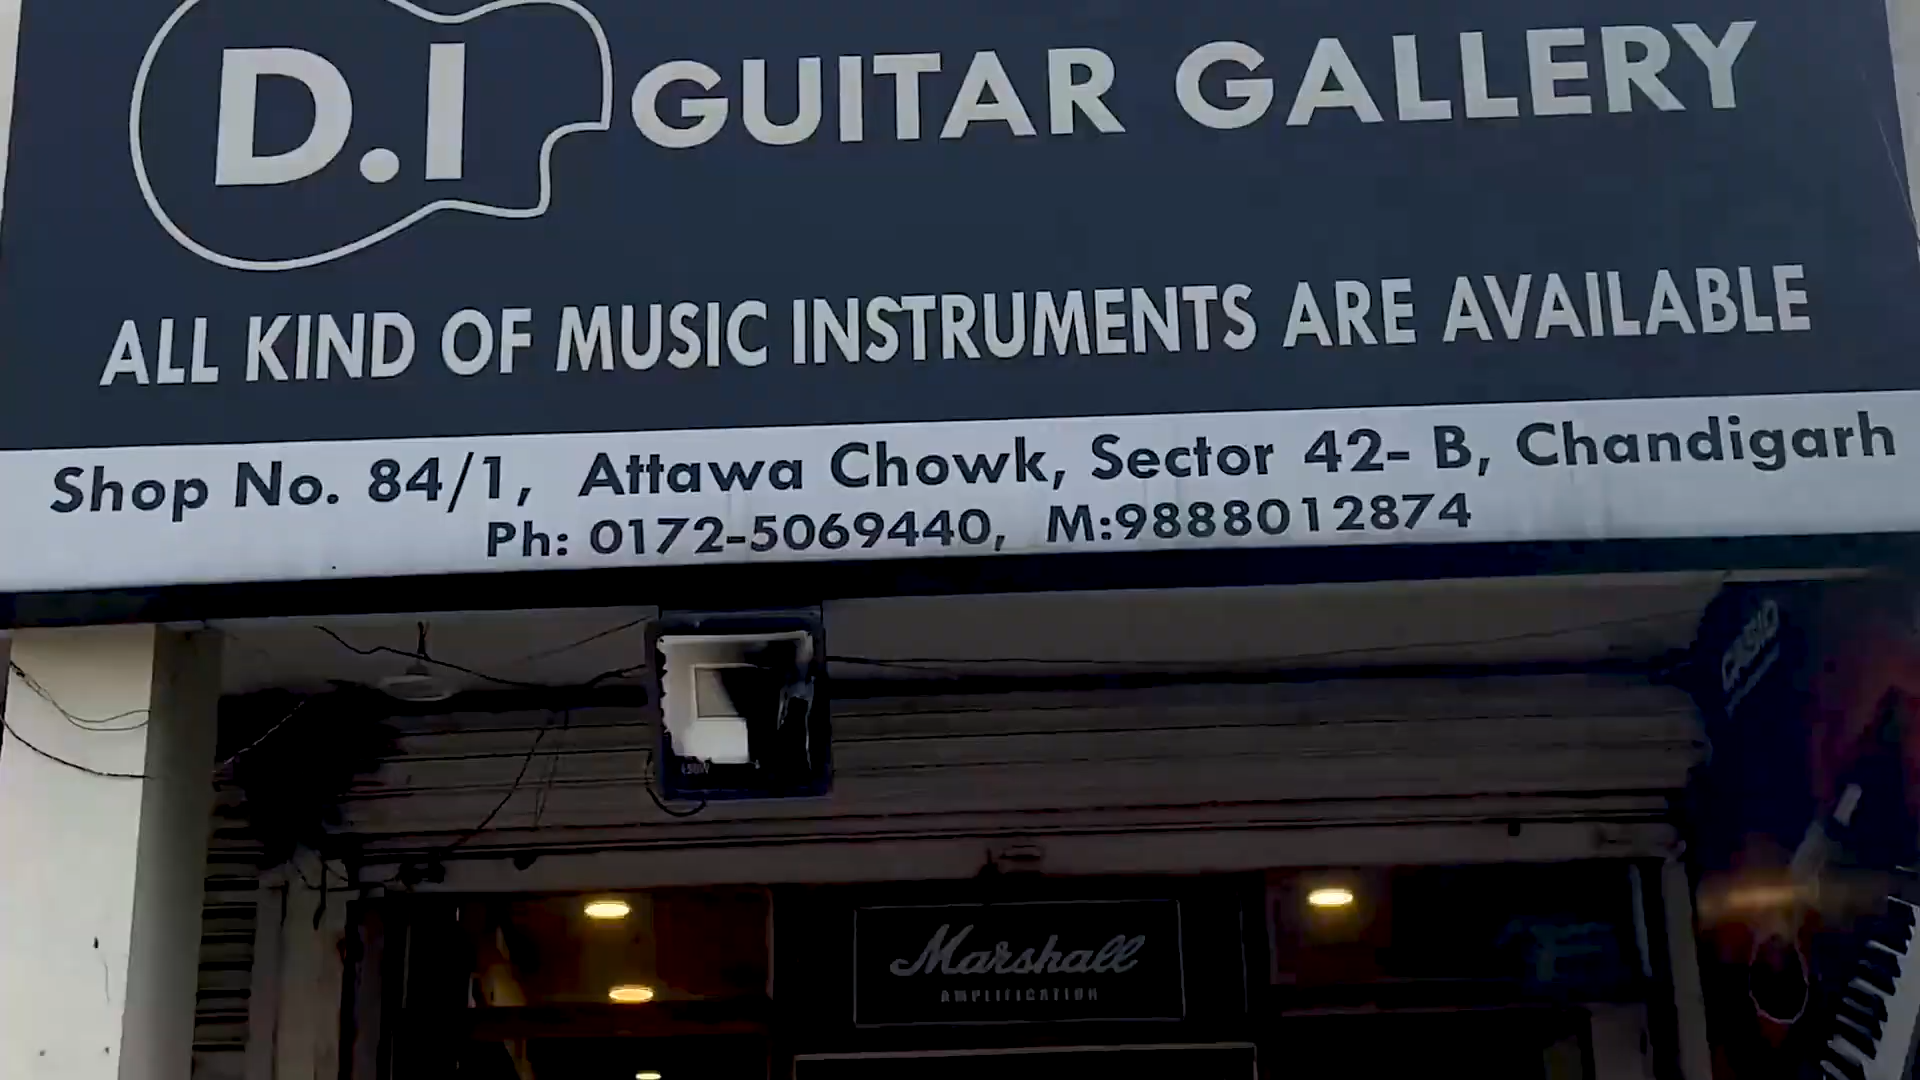 D.I GUITAR GALLERY
ALL KIND OF MUSIC INSTRUMENTS ARE AVAILABLE
Shop No. 84/1, Attawa Chowk, Sector 42- B, Chandigarh
Ph: 0172-5069440, M:9888012874
CASIO
Marshall
AMPLIFICATION